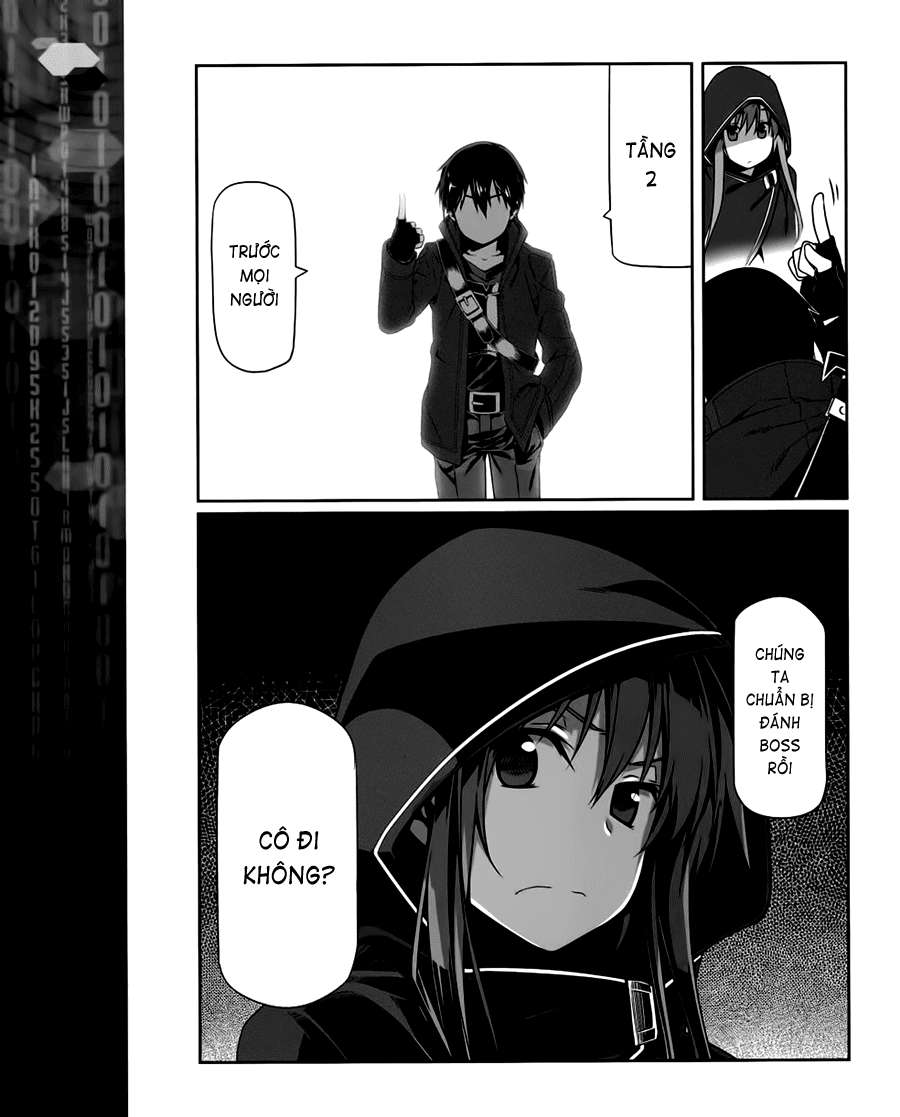 TẦNG
2
TRƯỚC
MỌI
NGƯỜI
CHÚNG
TA
CHUẨN BỊ
ĐÁNH
BOSS
RỒI
CÔ ĐI
KHÔNG?